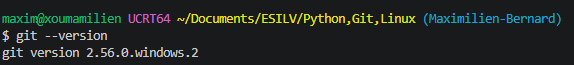 maxim@xoumamilien UCRT64 ~/Documents/ESILV/Python,Git,Linux (Maximilien-Bernard)
$ git --version
git version 2.56.0.windows.2